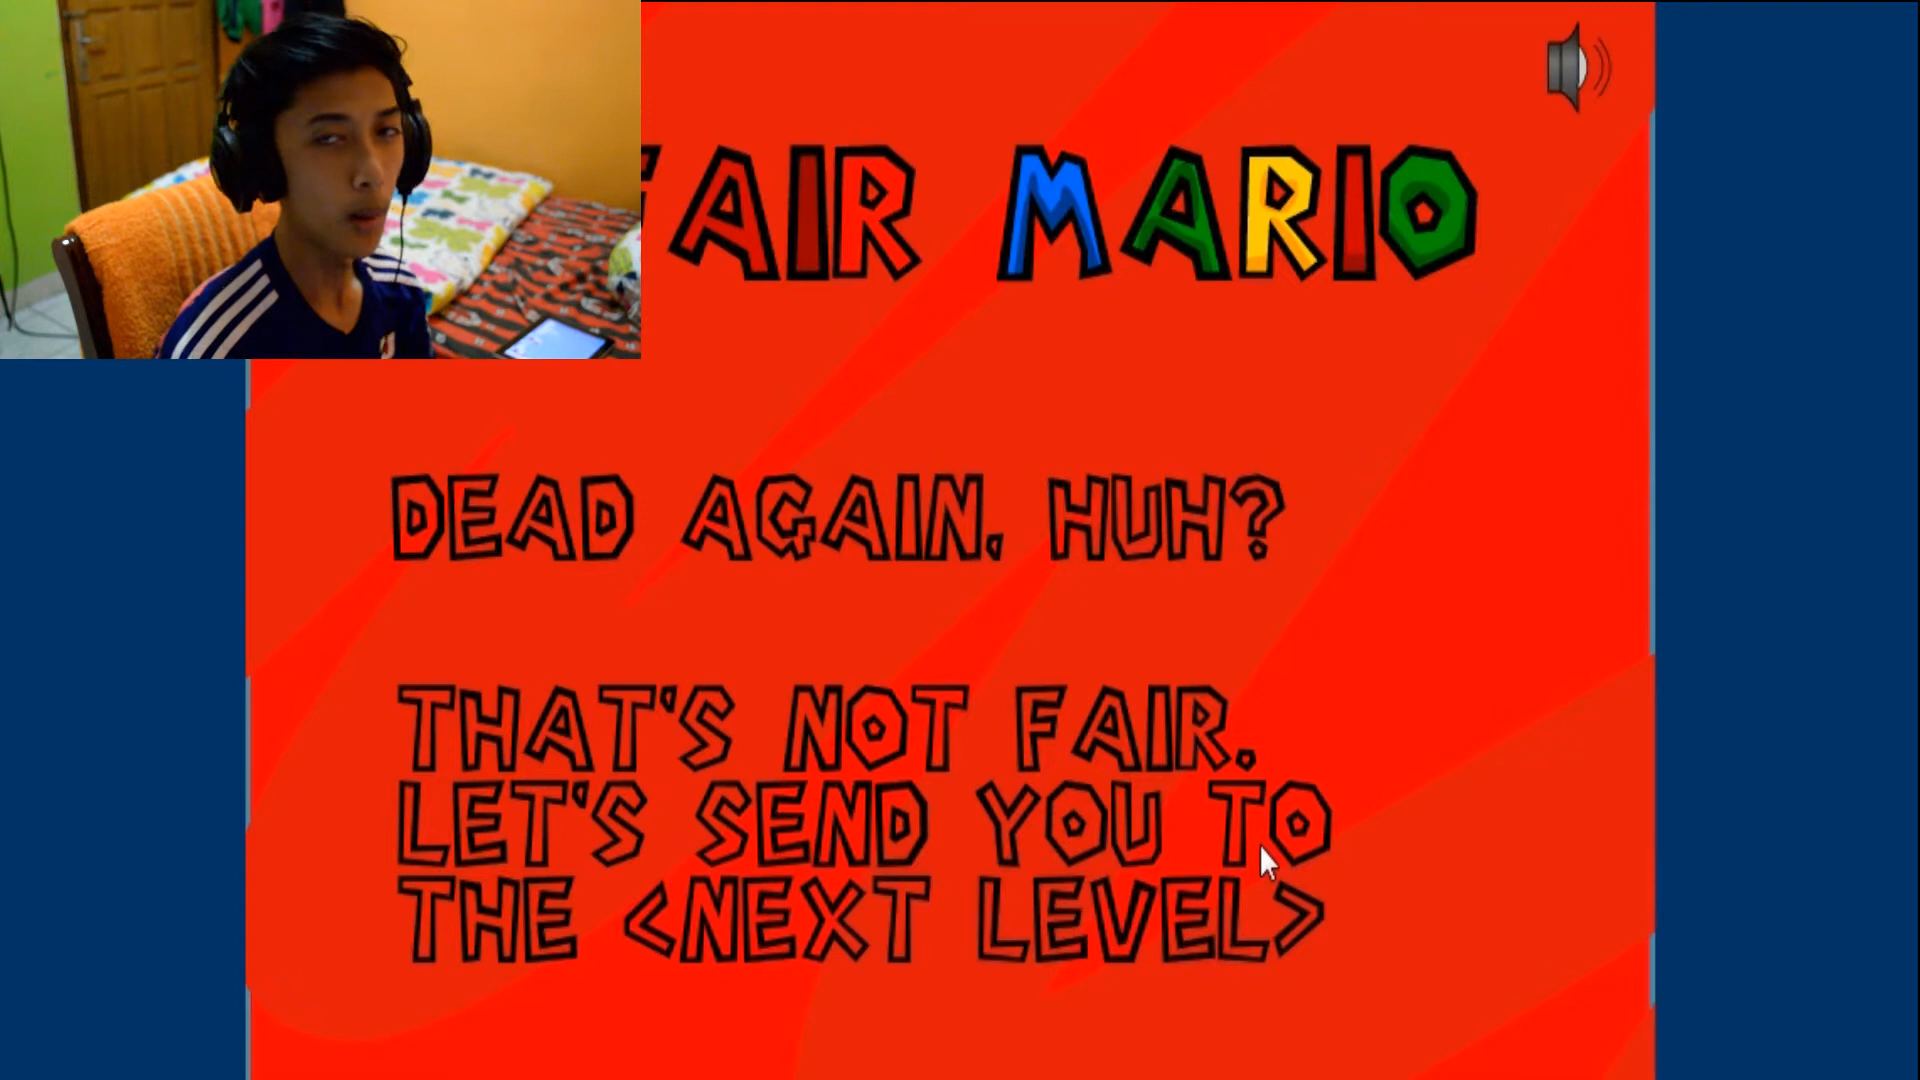 FAIR MARIO
DEAD AGAIN, HUH?
THAT'S NOT FAIR.
LET'S SEND YOU TO
THE <NEXT LEVEL>